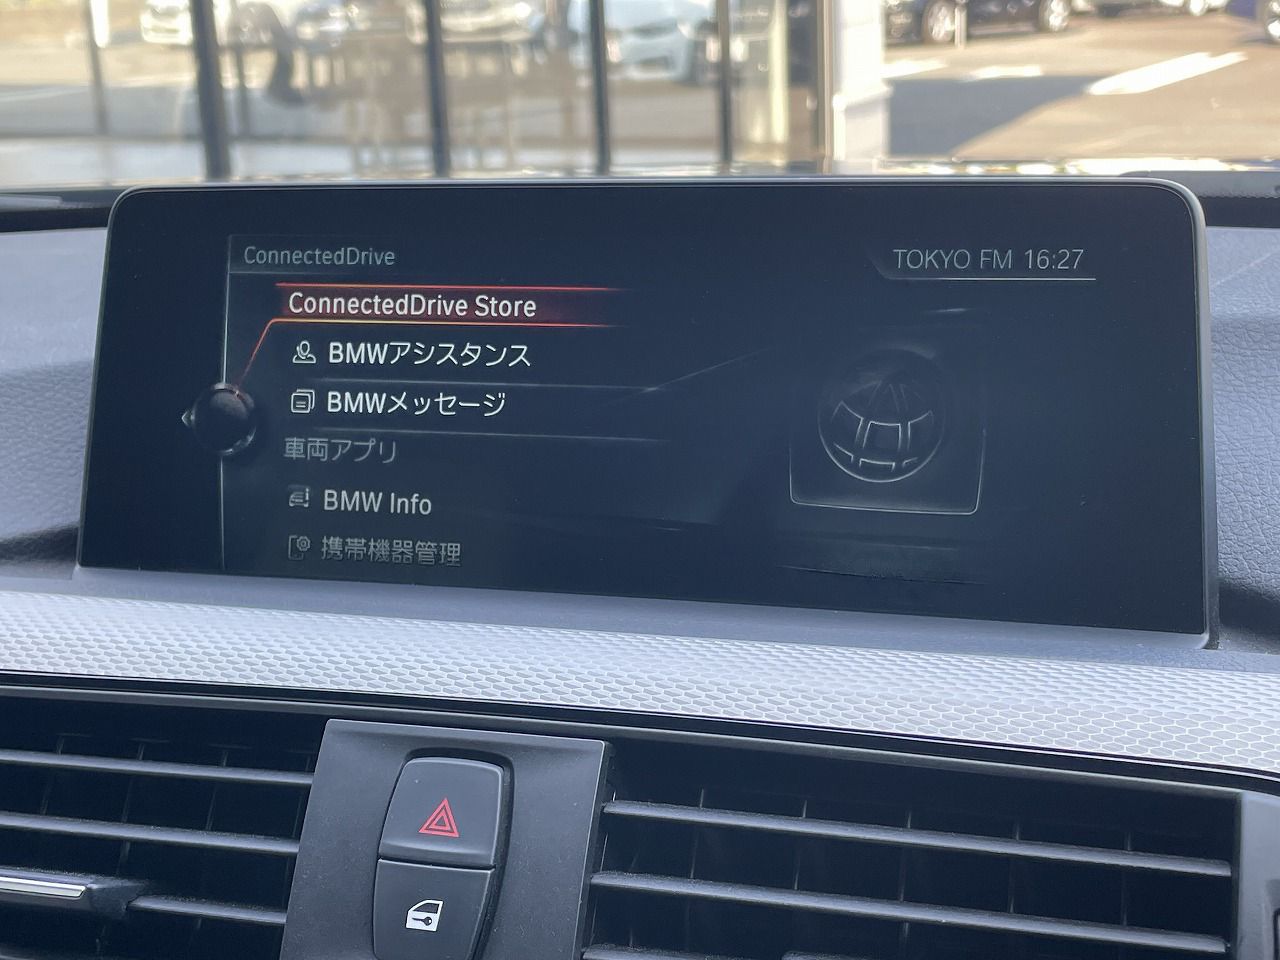 ConnectedDrive
TOKYO FM 16:27
ConnectedDrive Store
BMWアシスタンス
BMWメッセージ
車両アプリ
BMW Info
携帯機器管理